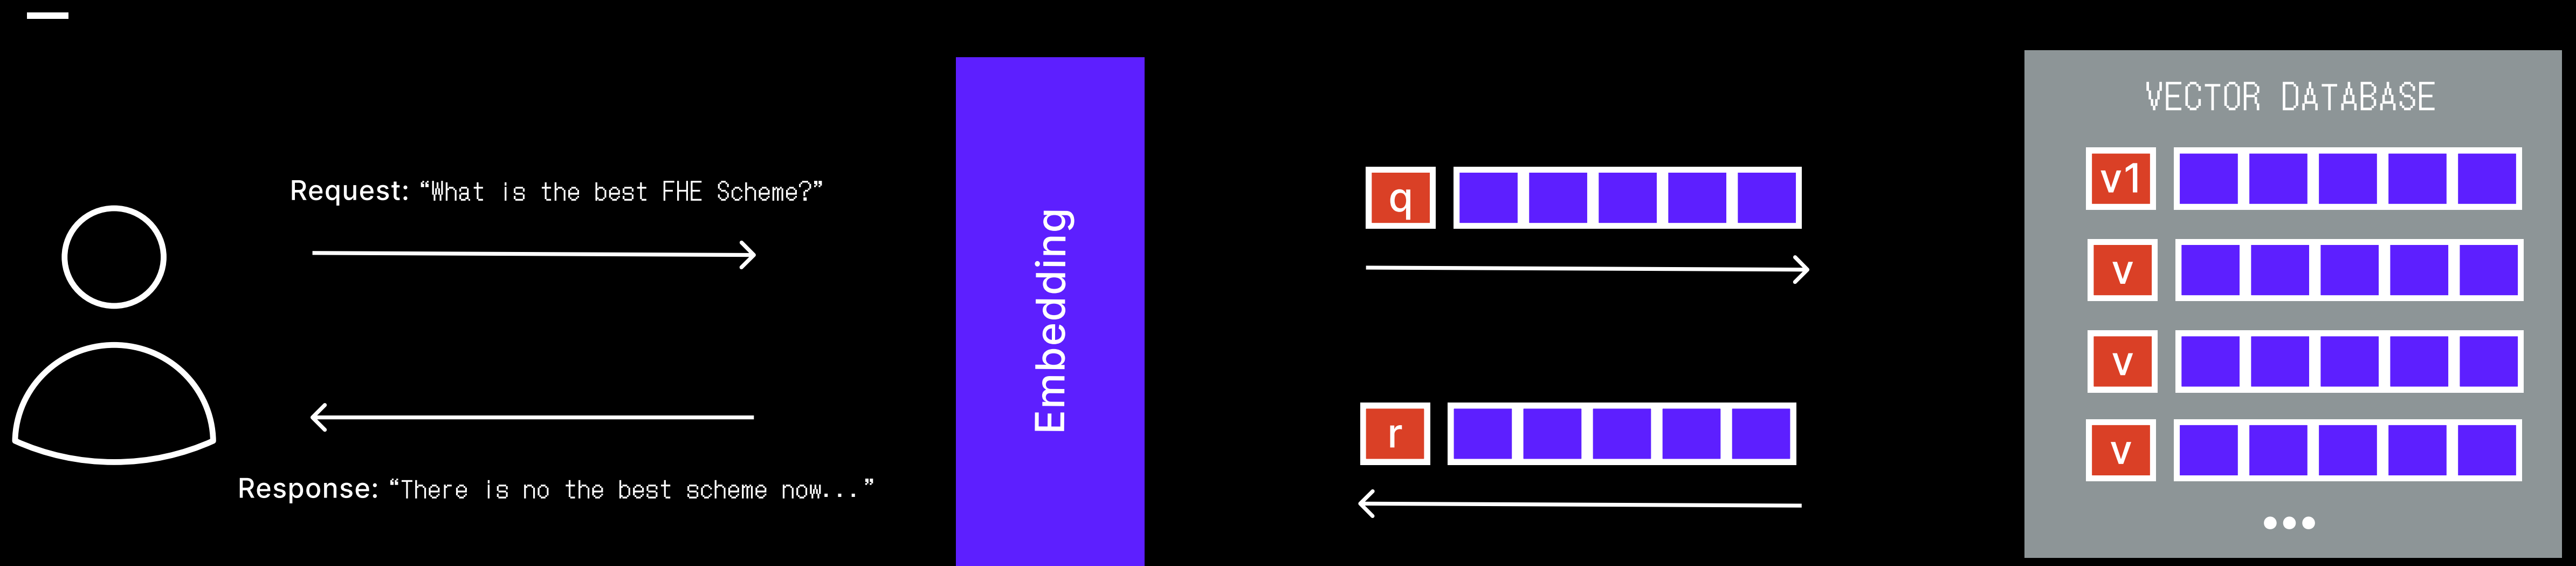 VECTOR DATABASE
Request: “What is the best FHE Scheme?”
q
v1
v
Embedding
v
r
v
Response: “There is no the best scheme now...”